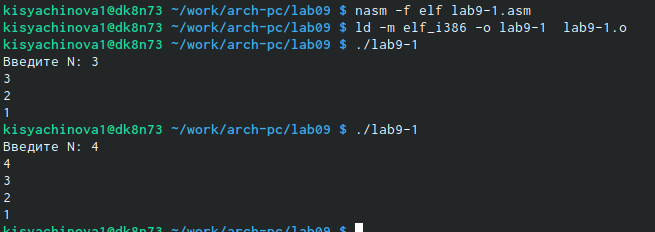 kisyachinova1@dk8n73 ~/work/arch-pc/lab09 $ nasm -f elf lab9-1.asm
kisyachinova1@dk8n73 ~/work/arch-pc/lab09 $ ld -m elf_i386 -o lab9-1  lab9-1.o
kisyachinova1@dk8n73 ~/work/arch-pc/lab09 $ ./lab9-1
Введите N: 3
3
2
1
kisyachinova1@dk8n73 ~/work/arch-pc/lab09 $ ./lab9-1
Введите N: 4
4
3
2
1
kisyachinova1@dk8n73 ~/work/arch-pc/lab09 $